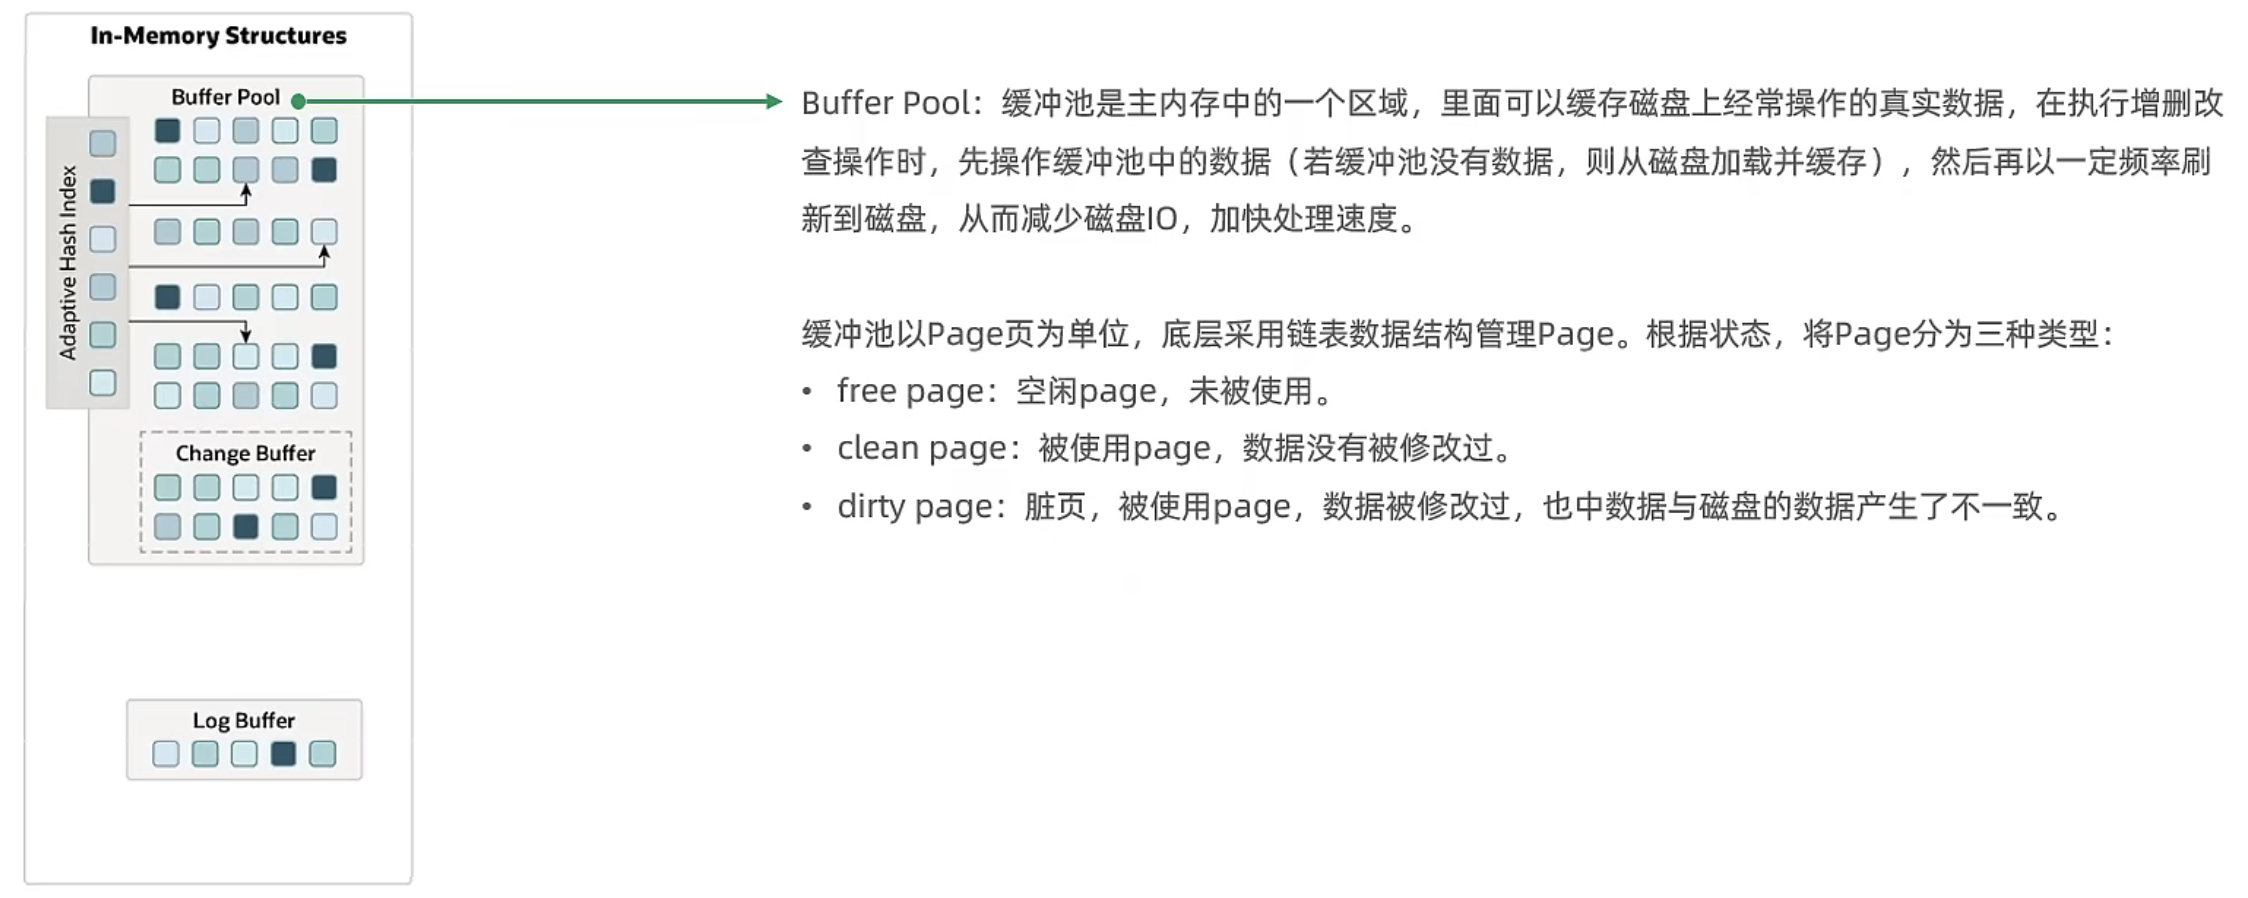 In-Memory Structures
Buffer Pool
Adaptive Hash Index
Change Buffer
Log Buffer
Buffer Pool：缓冲池是主内存中的一个区域，里面可以缓存磁盘上经常操作的真实数据，在执行增删改
查操作时，先操作缓冲池中的数据（若缓冲池没有数据，则从磁盘加载并缓存），然后再以一定频率刷
新到磁盘，从而减少磁盘IO，加快处理速度。
缓冲池以Page页为单位，底层采用链表数据结构管理Page。根据状态，将Page分为三种类型：
• free page：空闲page，未被使用。
• clean page：被使用page，数据没有被修改过。
• dirty page：脏页，被使用page，数据被修改过，也中数据与磁盘的数据产生了不一致。